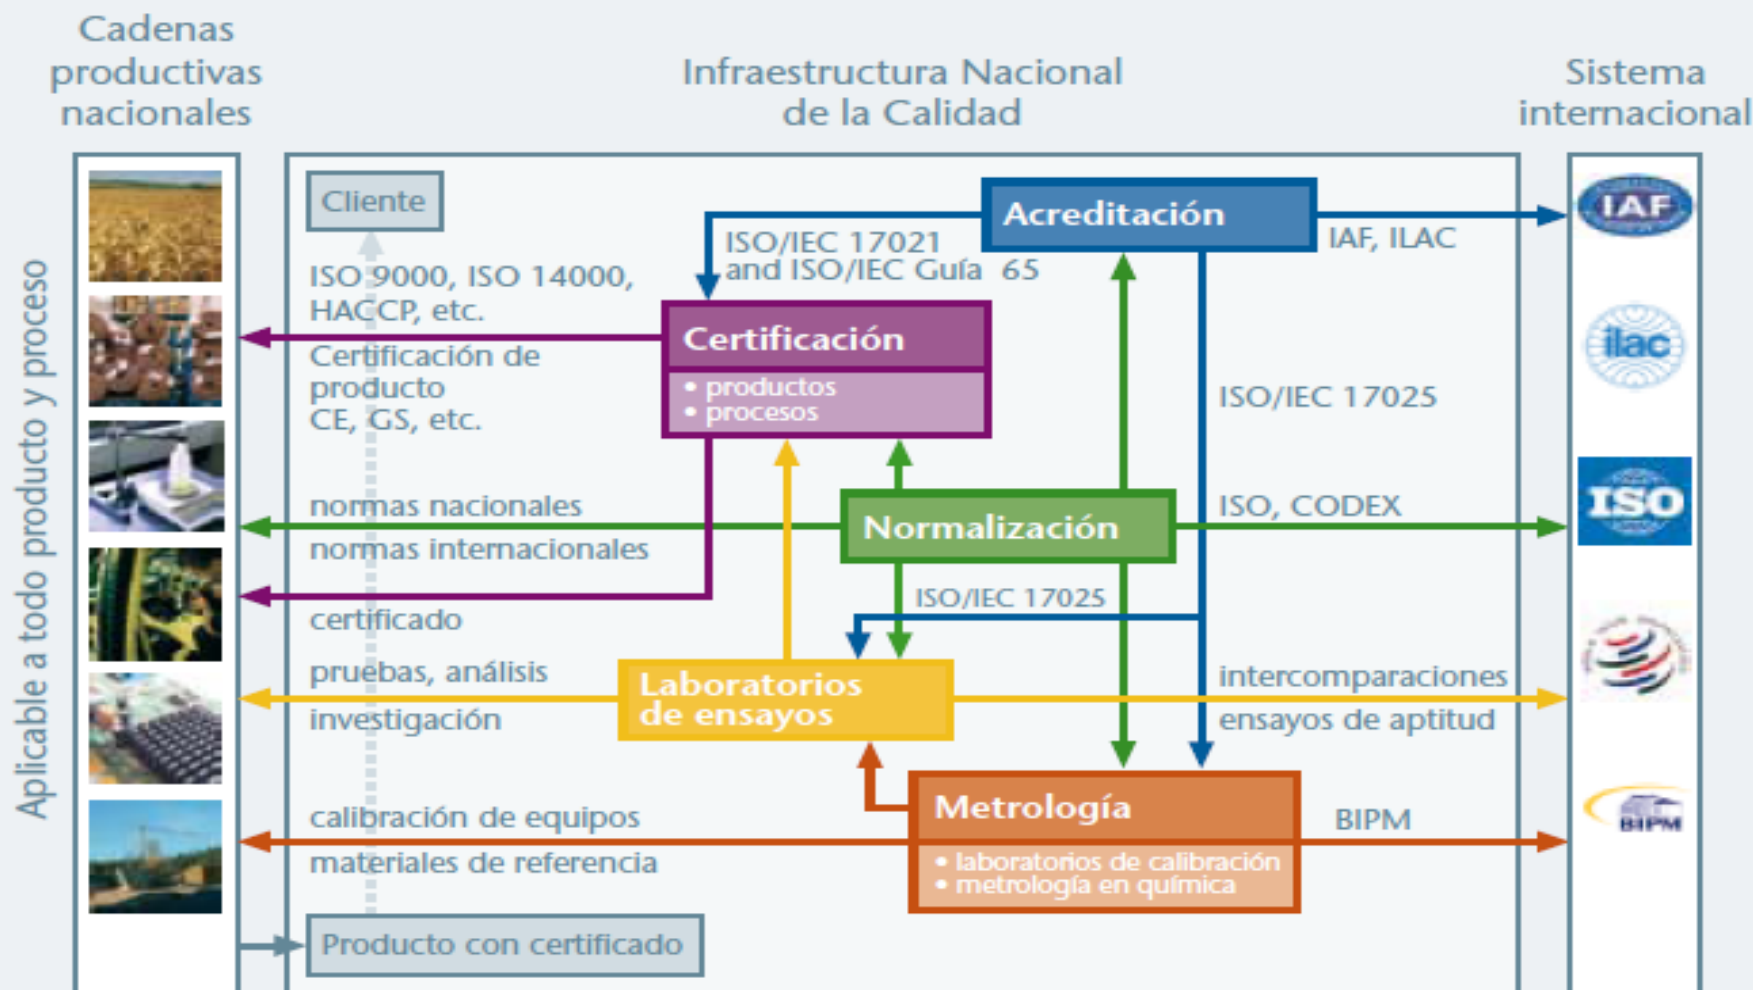 Cadenas
productivas
nacionales
Infraestructura Nacional
de la Calidad
Sistema
internacional
Aplicable a todo producto y proceso
Cliente
Acreditación
IAF, ILAC
IAF
ISO/IEC 17021
and ISO/IEC Guía 65
ISO 9000, ISO 14000,
HACCP, etc.
Certificación
• productos
• procesos
Certificación de
producto
CE, GS, etc.
ISO/IEC 17025
ilac
normas nacionales
normas internacionales
Normalización
ISO, CODEX
ISO
certificado
ISO/IEC 17025
pruebas, análisis
investigación
Laboratorios
de ensayos
intercomparaciones
ensayos de aptitud
calibración de equipos
materiales de referencia
Metrología
• laboratorios de calibración
• metrología en química
BIPM
BIPM
Producto con certificado